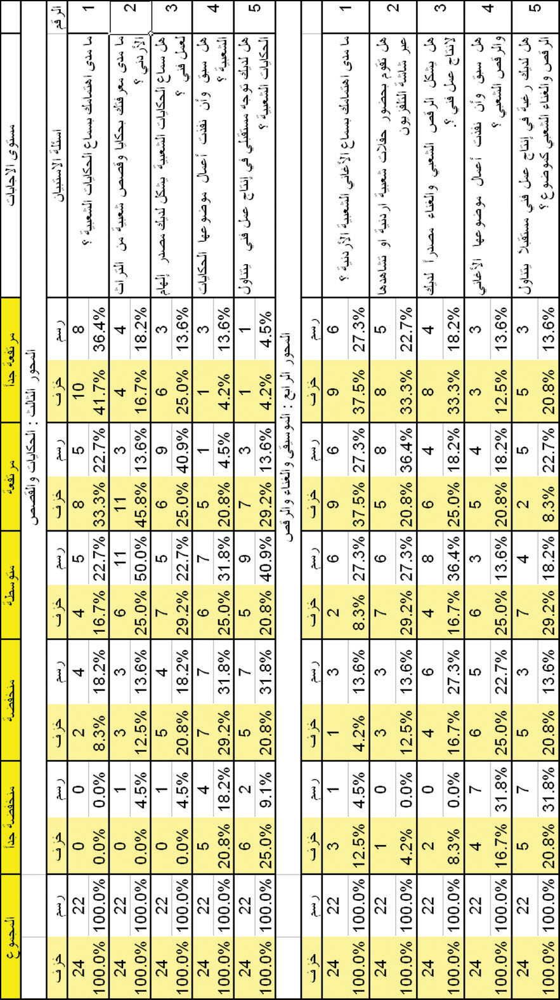 مستوى الاجابات مرتفعة جداً مرتفعة متوسطة منخفضة منخفضة جداً المجموع
المحور الثالث : الحكايات والقصص
الرقم اسئلة الاستبيان رسم خزف رسم خزف رسم خزف رسم خزف رسم خزف رسم خزف
1 ما مدى اهتمامك بسماع الحكايات الشعبية ؟ 8 10 5 8 5 4 4 2 0 0 22 24
36.4% 41.7% 22.7% 33.3% 22.7% 16.7% 18.2% 8.3% 0.0% 0.0% 100.0% 100.0%
2 ما مدى معرفتك بحكايا وقصص شعبية من التراث 4 4 3 11 11 6 3 3 1 0 22 24
الأردني ؟ 18.2% 16.7% 13.6% 45.8% 50.0% 25.0% 13.6% 12.5% 4.5% 0.0% 100.0% 100.0%
3 هل سماع الحكايات الشعبية يشكل لديك مصدر إلهام 3 6 9 6 5 7 4 5 1 0 22 24
لعمل فني ؟ 13.6% 25.0% 40.9% 25.0% 22.7% 29.2% 18.2% 20.8% 4.5% 0.0% 100.0% 100.0%
4 هل سبق وأن نفذت أعمال موضوعها الحكايات 3 1 1 5 7 6 7 7 4 5 22 24
الشعبية ؟ 13.6% 4.2% 4.5% 20.8% 31.8% 25.0% 31.8% 29.2% 18.2% 20.8% 100.0% 100.0%
5 هل لديك توجه مستقبلي في إنتاج عمل فني يتناول 1 1 3 7 9 5 7 5 2 6 22 24
الحكايات الشعبية ؟ 4.5% 4.2% 13.6% 29.2% 40.9% 20.8% 31.8% 20.8% 9.1% 25.0% 100.0% 100.0%
المحور الرابع : الموسيقى والغناء والرقص
رسم خزف رسم خزف رسم خزف رسم خزف رسم خزف رسم خزف
1 ما مدى اهتمامك بسماع الأغاني الشعبية الأردنية ؟ 6 9 6 9 6 2 3 1 1 3 22 24
27.3% 37.5% 27.3% 37.5% 27.3% 8.3% 13.6% 4.2% 4.5% 12.5% 100.0% 100.0%
2 هل تقوم بحضور حفلات شعبية اردنية او تشاهدها 5 8 8 5 6 7 3 3 0 1 22 24
عبر شاشة التلفزيون 22.7% 33.3% 36.4% 20.8% 27.3% 29.2% 13.6% 12.5% 0.0% 4.2% 100.0% 100.0%
3 هل يشكل الرقص الشعبي والغناء مصدراً لديك 4 8 4 6 8 4 6 4 0 2 22 24
لانتاج عمل فني ؟. 18.2% 33.3% 18.2% 25.0% 36.4% 16.7% 27.3% 16.7% 0.0% 8.3% 100.0% 100.0%
4 هل سبق وأن نفذت أعمال موضوعها الأغاني 3 3 4 5 3 6 5 6 7 4 22 24
والرقص الشعبي ؟ 13.6% 12.5% 18.2% 20.8% 13.6% 25.0% 22.7% 25.0% 31.8% 16.7% 100.0% 100.0%
5 هل لديك رغبة في إنتاج عمل فني مستقبلا يتناول 3 5 5 2 4 7 3 5 7 5 22 24
الرقص والغناء الشعبي كموضوع ؟ 13.6% 20.8% 22.7% 8.3% 18.2% 29.2% 13.6% 20.8% 31.8% 20.8% 100.0% 100.0%